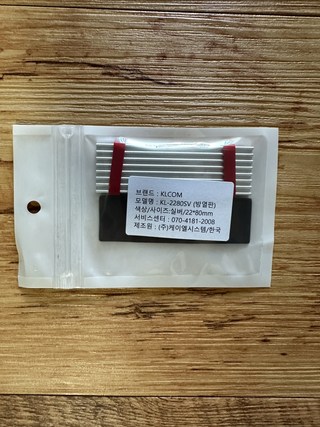 브랜드 : KLCOM
모델명 : KL-2280SV (방열판)
색상/사이즈:실버/22*80mm
서비스센터 : 070-4181-2008
제조원 : (주)케이엘시스템/한국